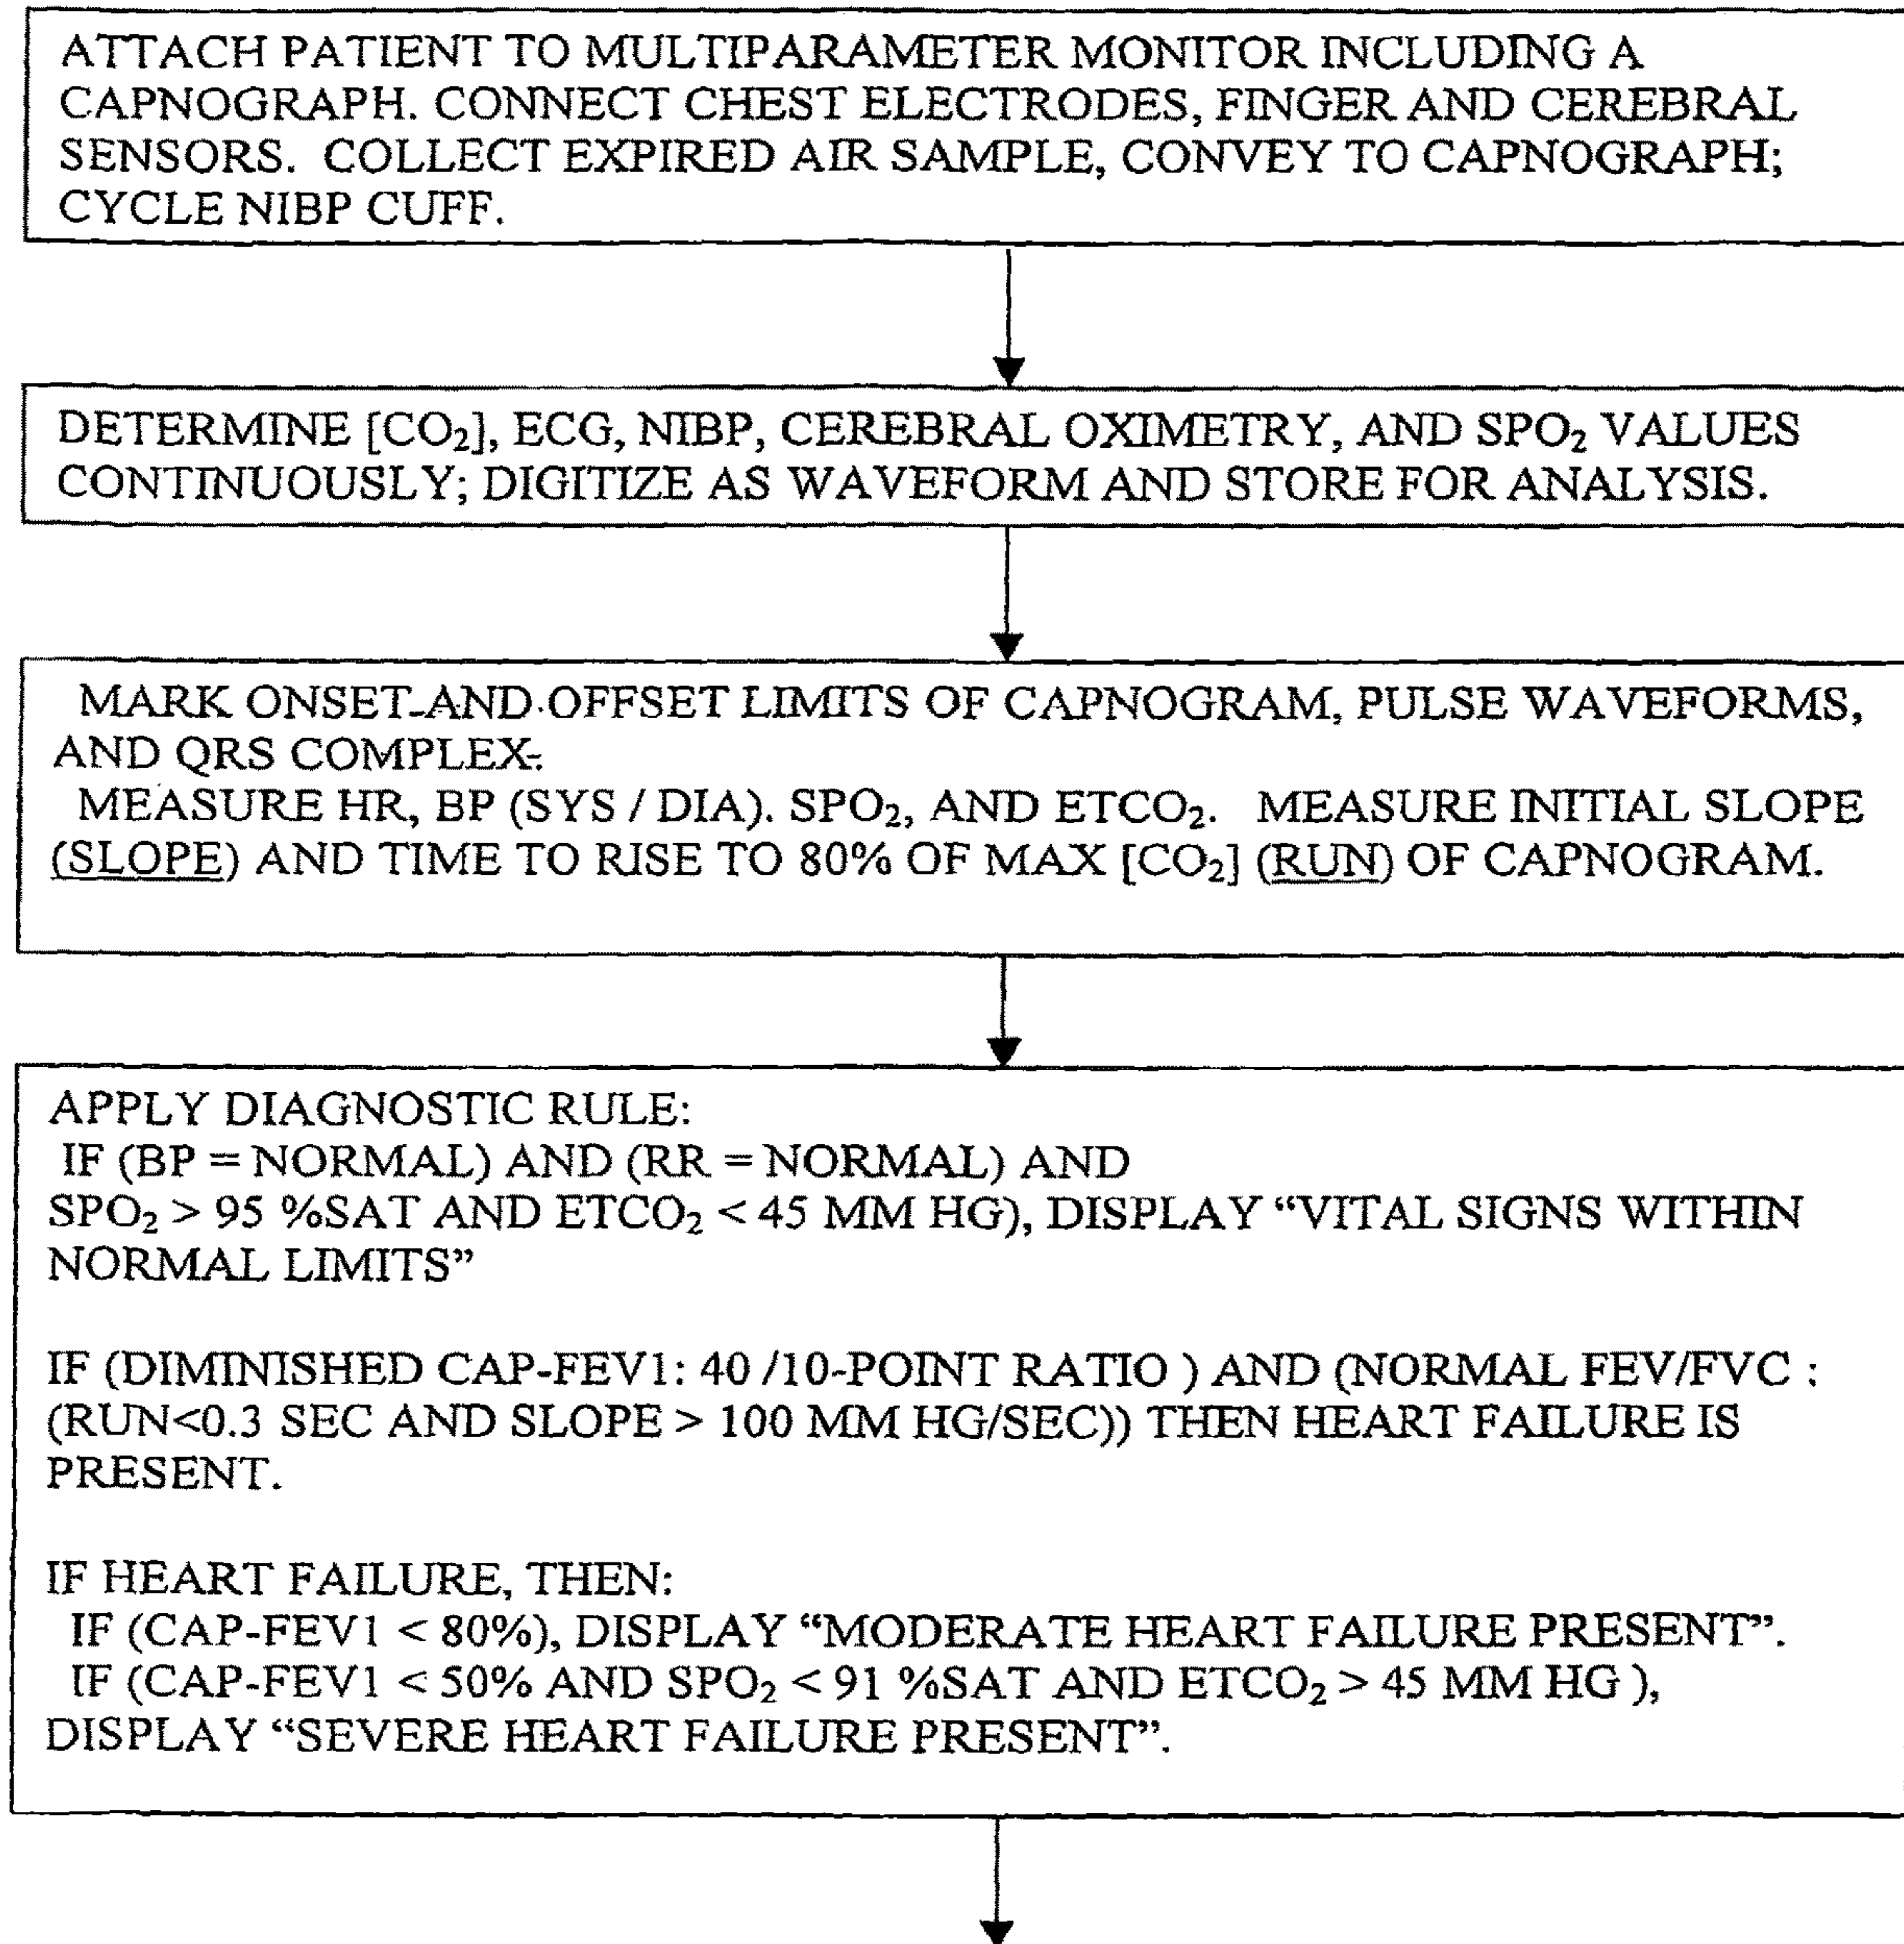 ATTACH PATIENT TO MULTIPARAMETER MONITOR INCLUDING A
CAPNOGRAPH. CONNECT CHEST ELECTRODES, FINGER AND CEREBRAL
SENSORS. COLLECT EXPIRED AIR SAMPLE, CONVEY TO CAPNOGRAPH;
CYCLE NIBP CUFF.
DETERMINE [CO₂], ECG, NIBP, CEREBRAL OXIMETRY, AND SPO₂ VALUES
CONTINUOUSLY; DIGITIZE AS WAVEFORM AND STORE FOR ANALYSIS.
MARK ONSET AND OFFSET LIMITS OF CAPNOGRAM, PULSE WAVEFORMS,
AND QRS COMPLEX.
MEASURE HR, BP (SYS / DIA). SPO₂, AND ETCO₂. MEASURE INITIAL SLOPE
(SLOPE) AND TIME TO RISE TO 80% OF MAX [CO₂] (RUN) OF CAPNOGRAM.
APPLY DIAGNOSTIC RULE:
IF (BP = NORMAL) AND (RR = NORMAL) AND
SPO₂ > 95 %SAT AND ETCO₂ < 45 MM HG), DISPLAY “VITAL SIGNS WITHIN
NORMAL LIMITS”
IF (DIMINISHED CAP-FEV1: 40 /10-POINT RATIO ) AND (NORMAL FEV/FVC :
(RUN<0.3 SEC AND SLOPE > 100 MM HG/SEC)) THEN HEART FAILURE IS
PRESENT.
IF HEART FAILURE, THEN:
IF (CAP-FEV1 < 80%), DISPLAY “MODERATE HEART FAILURE PRESENT”.
IF (CAP-FEV1 < 50% AND SPO₂ < 91 %SAT AND ETCO₂ > 45 MM HG ),
DISPLAY “SEVERE HEART FAILURE PRESENT”.